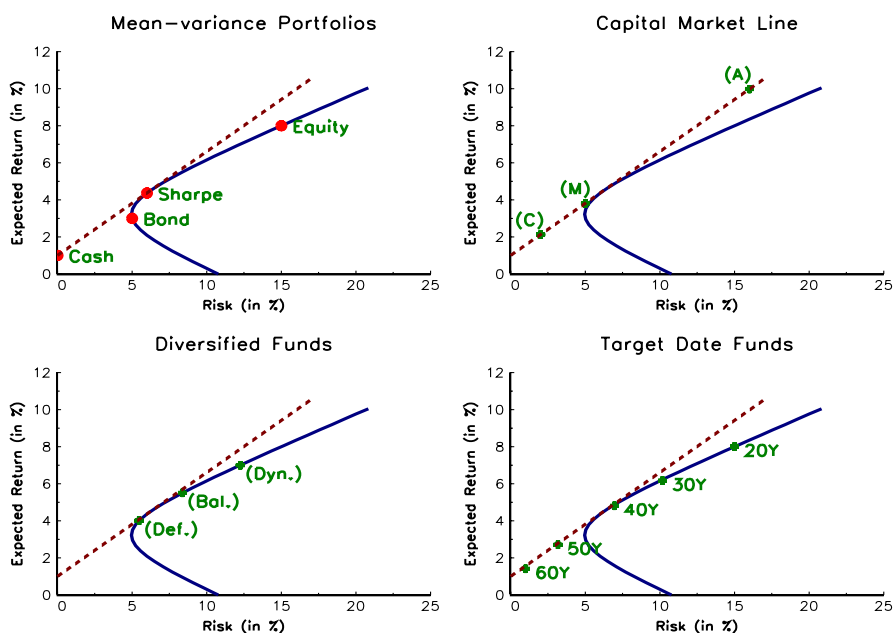 Mean-variance Portfolios
12
10
8
6
4
2
0
Expected Return (in %)
Equity
Sharpe
Bond
Cash
0 5 10 15 20 25
Risk (in %)
Capital Market Line
12
10
8
6
4
2
0
Expected Return (in %)
(A)
(M)
(C)
0 5 10 15 20 25
Risk (in %)
Diversified Funds
12
10
8
6
4
2
0
Expected Return (in %)
(Dyn.)
(Bal.)
(Def.)
0 5 10 15 20 25
Risk (in %)
Target Date Funds
12
10
8
6
4
2
0
Expected Return (in %)
20Y
30Y
40Y
50Y
60Y
0 5 10 15 20 25
Risk (in %)